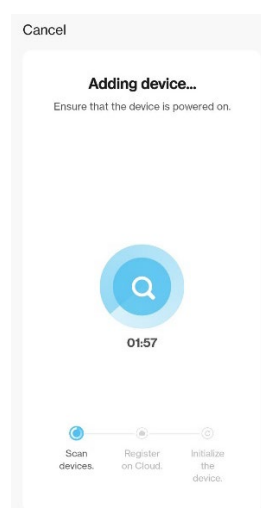 Cancel
Adding device...
Ensure that the device is powered on.
01:57
Scan
devices.
Register
on Cloud.
Initialize
the
device.